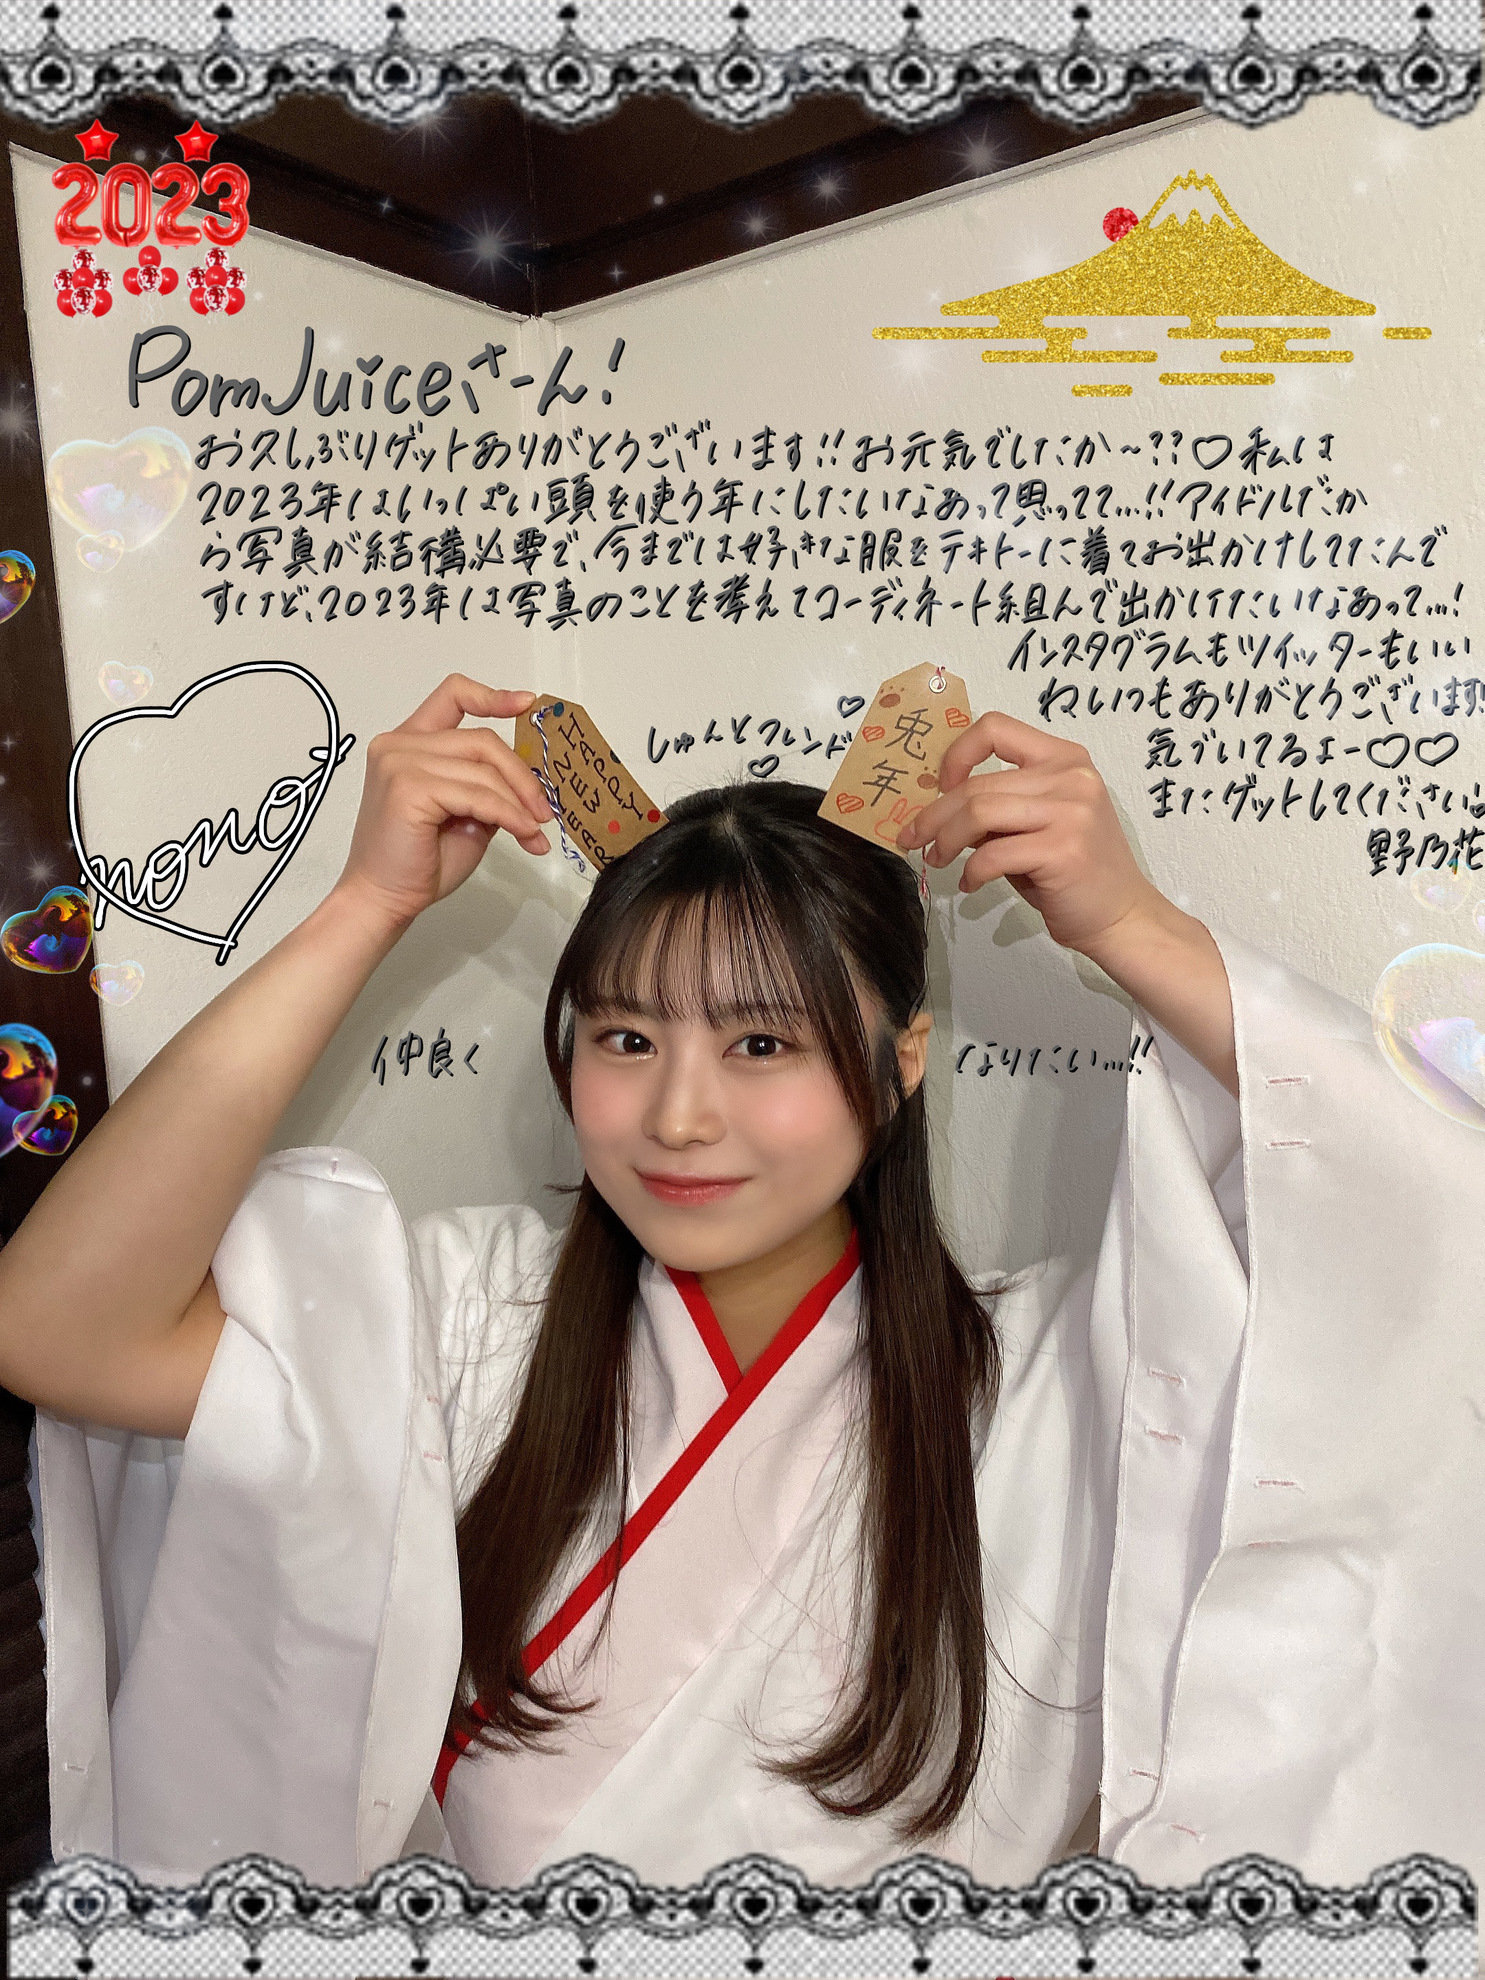 2023
PomJuiceさーん!
お久しぶりゲットありがとうございます!!お元気でしたか~??♡私は
2023年はいっぱい頭を使う年にしたいなあって思ってて...!!アイドルだか
ら写真が結構必要で、今までは好きな服をテキトーに着てお出かけしてたんで
すけど、2023年は写真のことを考えてコーディネート組んで出かけたいなあって...!
インスタグラムもツイッターもいい
ねいつもありがとうございます!!
気づいてるよー♡♡
またゲットしてください
野乃花
しゅんとフレンド
HAPPY
NEW
YEAR
兎
年
nono
仲良く
なりたい...!!